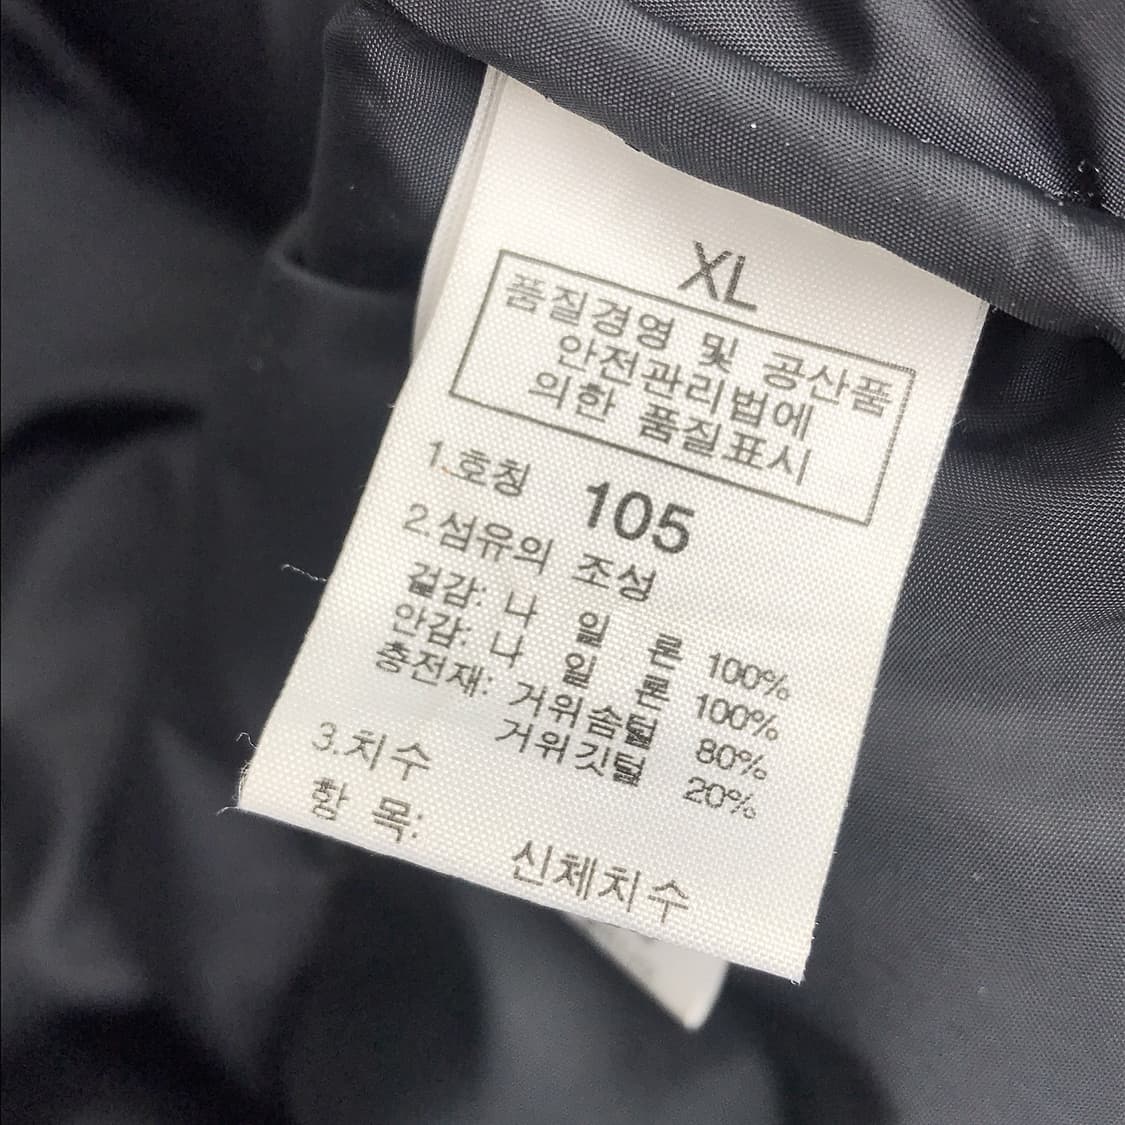 XL
품질경영 및 공산품
안전관리법에
의한 품질표시
1.호칭 105
2.섬유의 조성
겉감: 나 일 론 100%
안감: 나 일 론 100%
충전재: 거위솜털 80%
거위깃털 20%
3.치수
항 목:
신체치수